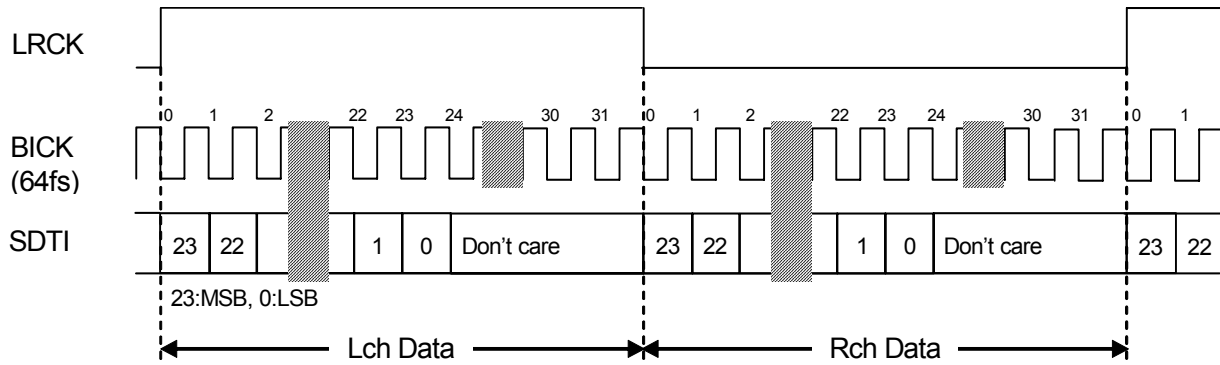 LRCK
0 1 2 22 23 24 30 31 0 1 2 22 23 24 30 31 0 1
BICK
(64fs)
SDTI 23 22 1 0 Don't care 23 22 1 0 Don't care 23 22
23:MSB, 0:LSB
Lch Data Rch Data